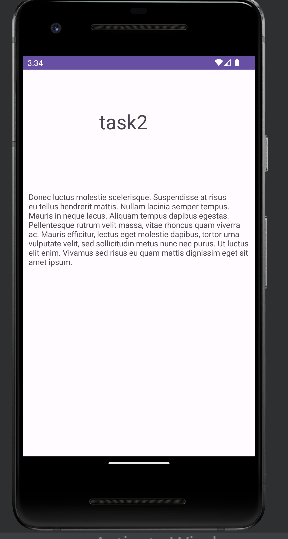 3:34
task2
Donec luctus molestie scelerisque. Suspendisse at risus
eu tellus hendrerit mattis. Nullam lacinia semper tempus.
Mauris in neque lacus. Aliquam tempus dapibus egestas.
Pellentesque rutrum velit massa, vitae rhoncus quam viverra
ac. Mauris efficitur, lectus eget molestie dapibus, tortor urna
vulputate velit, sed sollicitudin metus nunc nec purus. Ut luctus
elit enim. Vivamus sed risus eu quam mattis dignissim eget sit
amet ipsum.